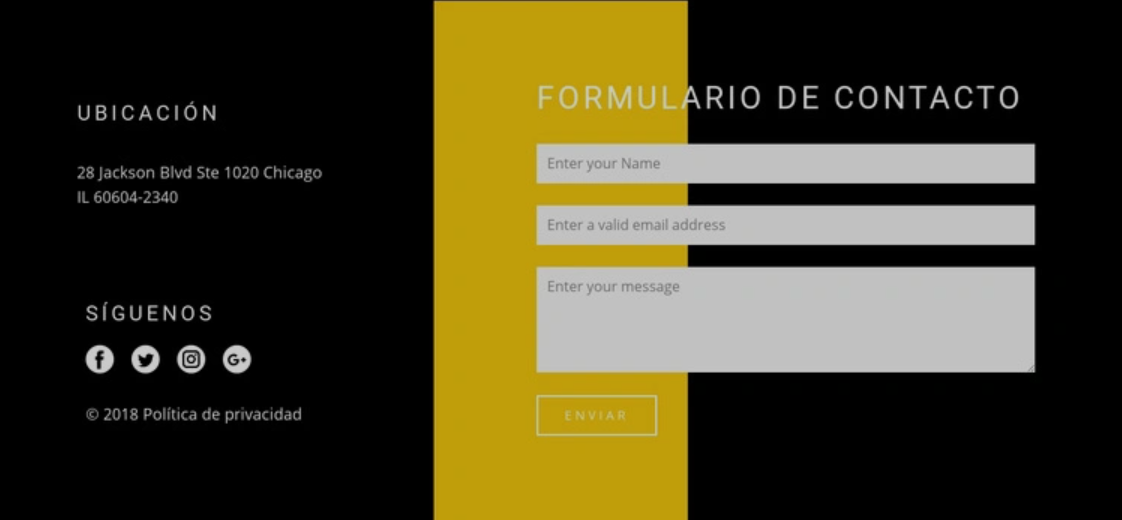 UBICACIÓN
28 Jackson Blvd Ste 1020 Chicago
IL 60604-2340
SÍGUENOS
© 2018 Política de privacidad
FORMULARIO DE CONTACTO
Enter your Name
Enter a valid email address
Enter your message
ENVIAR